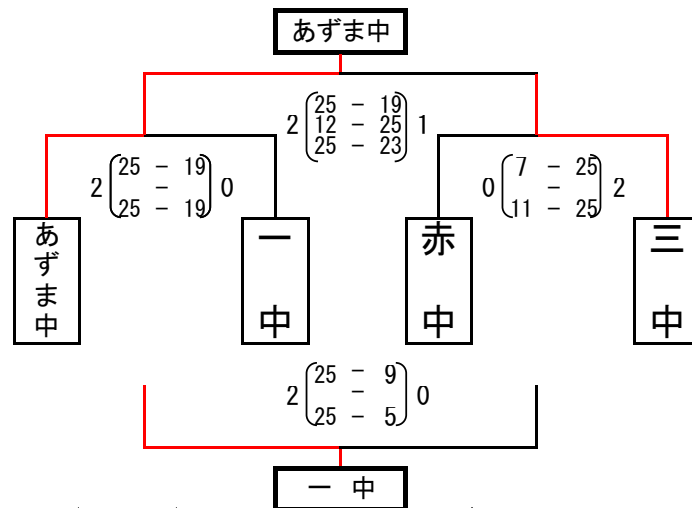 あずま中
2 (25 - 19) 1
12 - 25
25 - 23
2 (25 - 19) 0
-
25 - 19
0 (7 - 25) 2
-
11 - 25
あずま中
一中
赤中
三中
2 (25 - 9) 0
-
25 - 5
一中